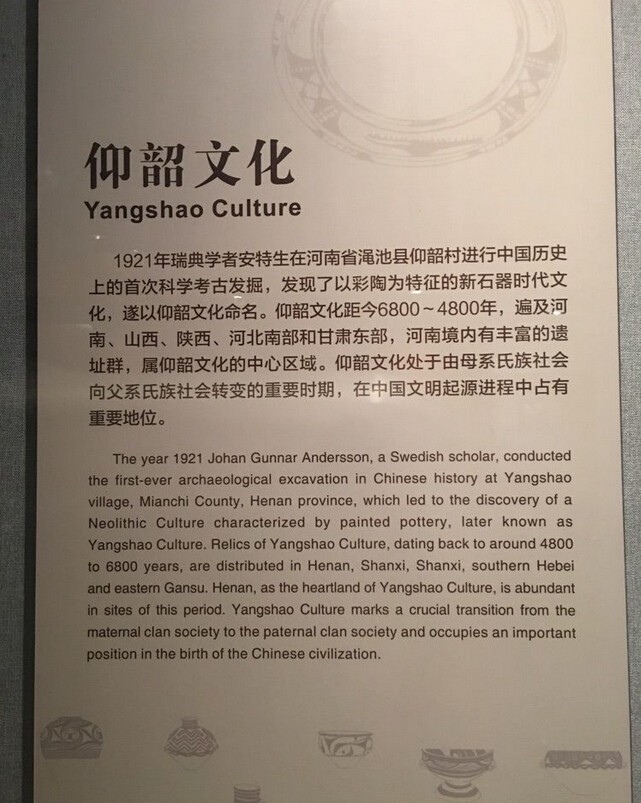 仰韶文化
Yangshao Culture
1921年瑞典学者安特生在河南省渑池县仰韶村进行中国历史
上的首次科学考古发掘，发现了以彩陶为特征的新石器时代文
化，遂以仰韶文化命名。仰韶文化距今6800～4800年，遍及河
南、山西、陕西、河北南部和甘肃东部，河南境内有丰富的遗
址群，属仰韶文化的中心区域。仰韶文化处于由母系氏族社会
向父系氏族社会转变的重要时期，在中国文明起源进程中占有
重要地位。
The year 1921 Johan Gunnar Andersson, a Swedish scholar, conducted
the first-ever archaeological excavation in Chinese history at Yangshao
village, Mianchi County, Henan province, which led to the discovery of a
Neolithic Culture characterized by painted pottery, later known as
Yangshao Culture. Relics of Yangshao Culture, dating back to around 4800
to 6800 years, are distributed in Henan, Shanxi, Shanxi, southern Hebei
and eastern Gansu. Henan, as the heartland of Yangshao Culture, is abundant
in sites of this period. Yangshao Culture marks a crucial transition from the
maternal clan society to the paternal clan society and occupies an important
position in the birth of the Chinese civilization.